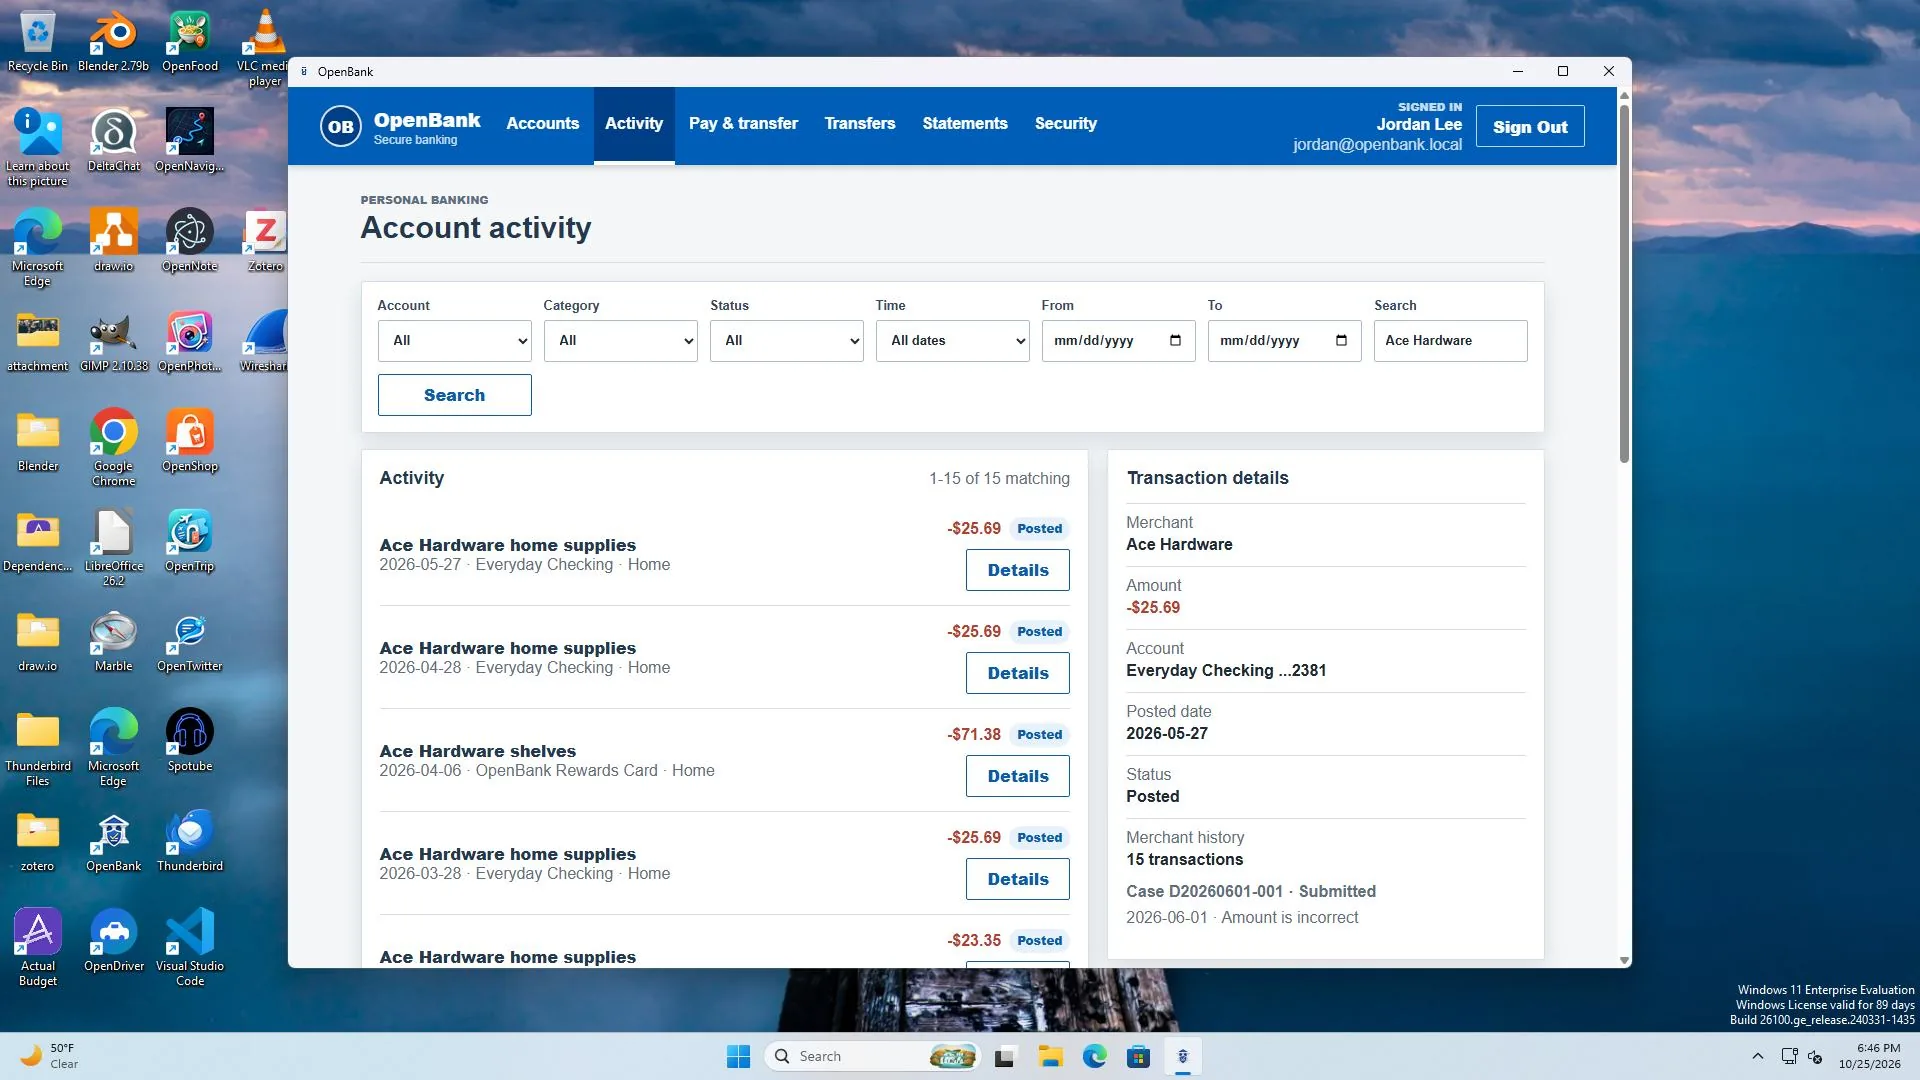 Recycle Bin
Blender 2.79b
OpenFood
VLC medi
player
Learn about
this picture
DeltaChat
OpenNavig...
Microsoft
Edge
draw.io
OpenNote
Zotero
attachment
GIMP 2.10.38
OpenPhot...
Wireshar
Blender
Google
Chrome
OpenShop
Dependenc...
LibreOffice
26.2
OpenTrip
draw.io
Marble
OpenTwitter
Thunderbird
Files
Microsoft
Edge
Spotube
zotero
OpenBank
Thunderbird
Actual
Budget
OpenDriver
Visual Studio
Code
OpenBank
OB
OpenBank
Secure banking
Accounts
Activity
Pay & transfer
Transfers
Statements
Security
SIGNED IN
Jordan Lee
jordan@openbank.local
Sign Out
PERSONAL BANKING
Account activity
Account
Category
Status
Time
From
To
Search
All
All
All
All dates
mm/dd/yyyy
mm/dd/yyyy
Ace Hardware
Search
Activity
1-15 of 15 matching
Ace Hardware home supplies
2026-05-27 · Everyday Checking · Home
-$25.69
Posted
Details
Ace Hardware home supplies
2026-04-28 · Everyday Checking · Home
-$25.69
Posted
Details
Ace Hardware shelves
2026-04-06 · OpenBank Rewards Card · Home
-$71.38
Posted
Details
Ace Hardware home supplies
2026-03-28 · Everyday Checking · Home
-$25.69
Posted
Details
Ace Hardware home supplies
-$23.35
Posted
Transaction details
Merchant
Ace Hardware
Amount
-$25.69
Account
Everyday Checking ...2381
Posted date
2026-05-27
Status
Posted
Merchant history
15 transactions
Case D20260601-001 · Submitted
2026-06-01 · Amount is incorrect
Windows 11 Enterprise Evaluation
Windows License valid for 89 days
Build 26100.ge_release.240331-1435
50°F
Clear
Search
6:46 PM
10/25/2026